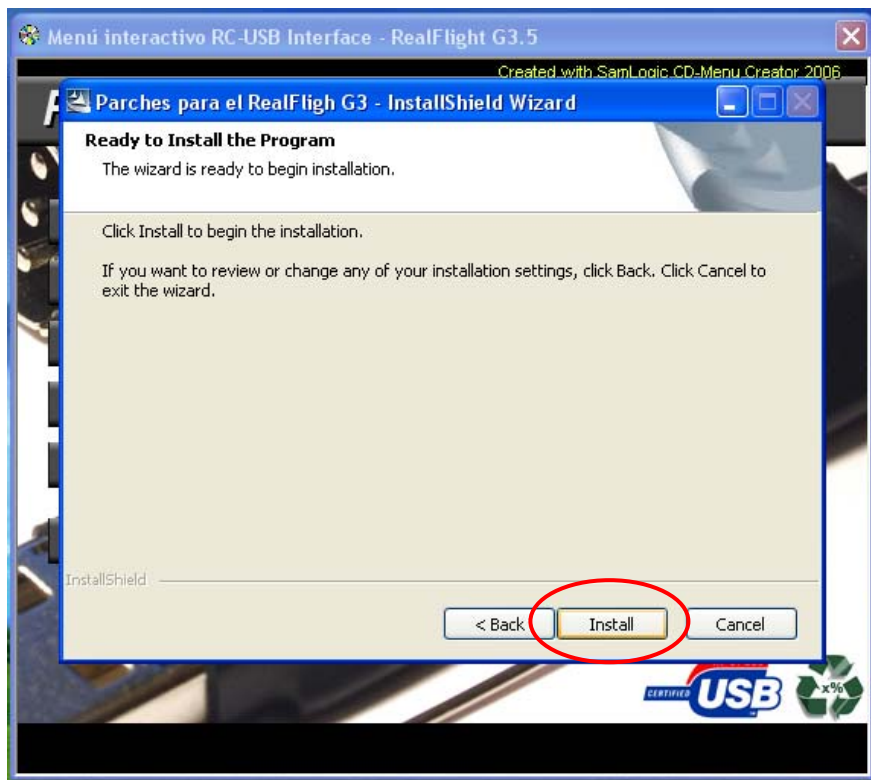 Menú interactivo RC-USB Interface - RealFlight G3.5
Created with SamLogic CD-Menu Creator 2006
Parches para el RealFligh G3 - InstallShield Wizard
Ready to Install the Program
The wizard is ready to begin installation.
Click Install to begin the installation.
If you want to review or change any of your installation settings, click Back. Click Cancel to
exit the wizard.
InstallShield
< Back Install Cancel
CERTIFIED USB
x%